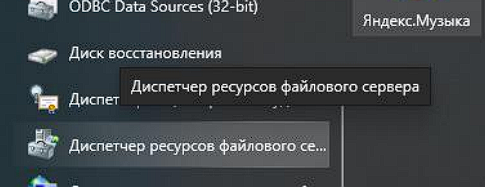 ODBC Data Sources (32-bit)
Яндекс.Музыка
Диск восстановления
Диспетчер ресурсов файлового сервера
Диспет
Диспетчер ресурсов файлового се...